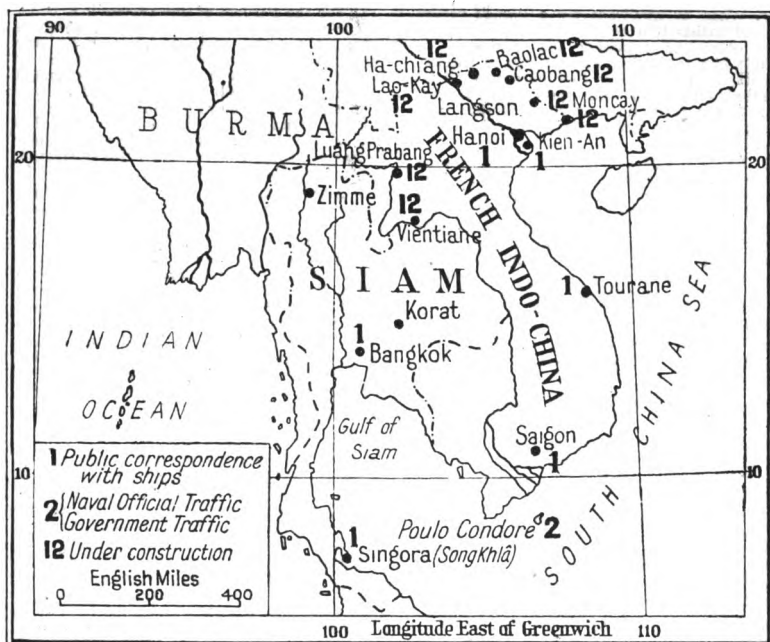 90 100 110
12
Baolac 12
Ha-chiang
Caobang 12
Lao-Kay
12
Langson
12 Moncay
12
BURMA
Hanoi
Kien-An
20 20
1 1
Luang Prabang
12
Zimme
12
Vientiane
FRENCH INDO-CHINA
SIAM
1 Tourane
Korat
1
Bangkok
INDIAN
OCEAN
Gulf of
Siam
Saigon
1
SOUTH CHINA SEA
10 10
Poulo Condore 2
1
Singora (SongKhlâ)
1 Public correspondence
with ships
2 { Naval Official Traffic
Government Traffic
12 Under construction
English Miles
0 200 400
100 Longitude East of Greenwich 110